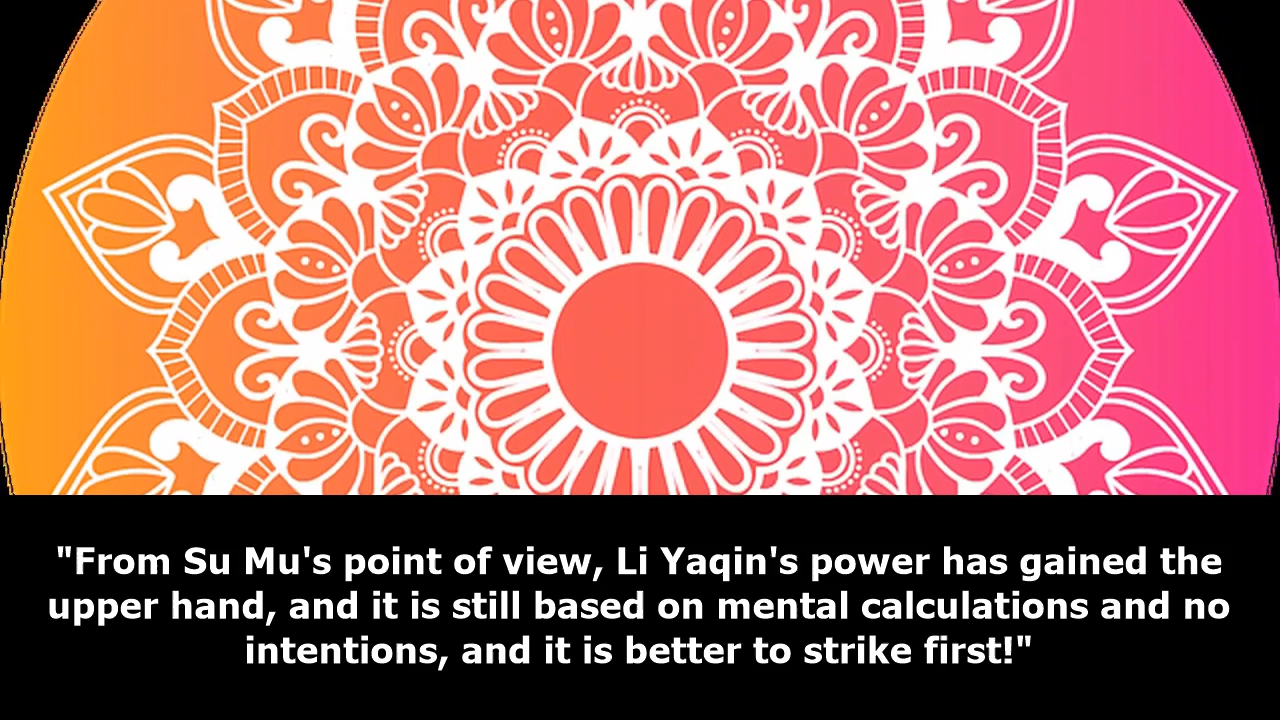 "From Su Mu's point of view, Li Yaqin's power has gained the
upper hand, and it is still based on mental calculations and no
intentions, and it is better to strike first!"